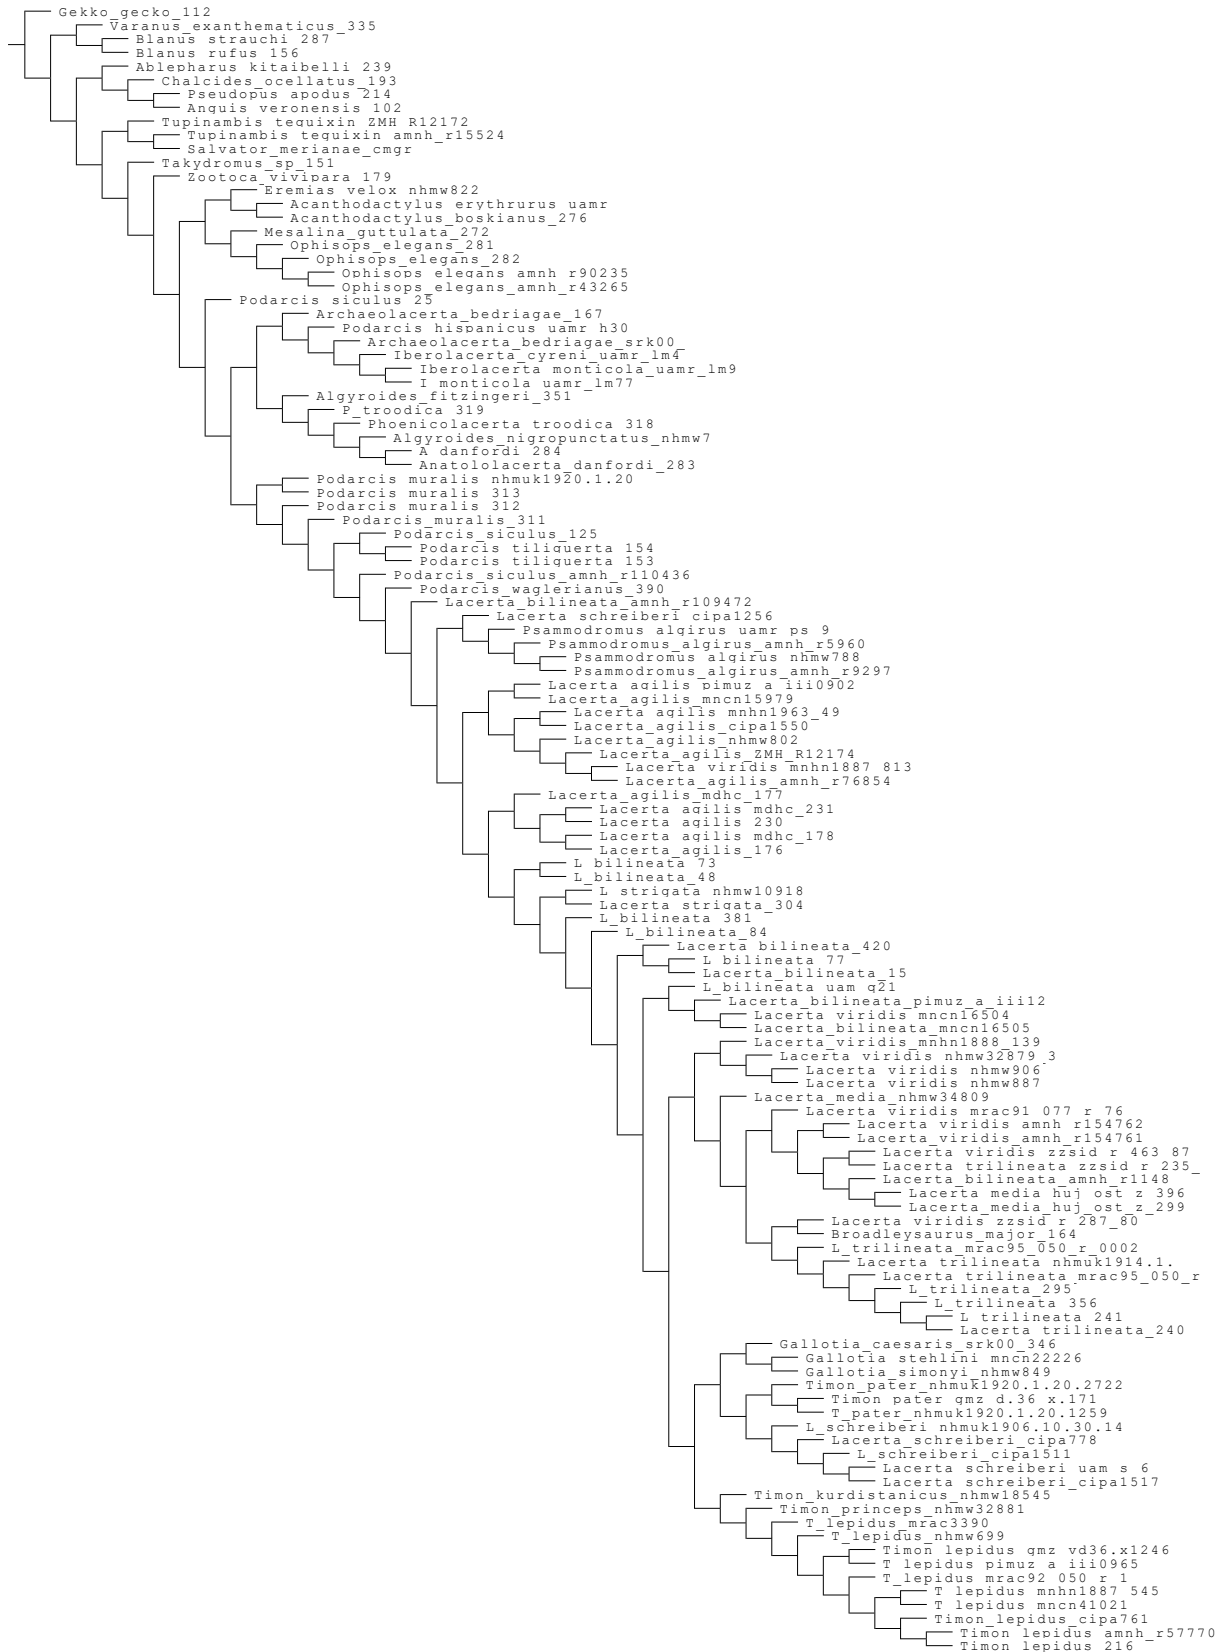 Gekko_gecko_112
Varanus_exanthematicus_335
Blanus_strauchi_287
Blanus_rufus_156
Ablepharus_kitaibelli_239
Chalcides_ocellatus_193
Pseudopus_apodus_214
Anguis_veronensis_102
Tupinambis_teguixin_ZMH_R12172
Tupinambis_teguixin_amnh_r15524
Salvator_merianae_cmgr
Takydromus_sp_151
Zootoca_vivipara_179
Eremias_velox_nhmw822
Acanthodactylus_erythrurus_uamr
Acanthodactylus_boskianus_276
Mesalina_guttulata_272
Ophisops_elegans_281
Ophisops_elegans_282
Ophisops_elegans_amnh_r90235
Ophisops_elegans_amnh_r43265
Podarcis_siculus_25
Archaeolacerta_bedriagae_167
Podarcis_hispanicus_uamr_h30
Archaeolacerta_bedriagae_srk00_
Iberolacerta_cyreni_uamr_lm4
Iberolacerta_monticola_uamr_lm9
I_monticola_uamr_lm77
Algyroides_fitzingeri_351
P_troodica_319
Phoenicolacerta_troodica_318
Algyroides_nigropunctatus_nhmw7
A_danfordi_284
Anatololacerta_danfordi_283
Podarcis_muralis_nhmuk1920.1.20
Podarcis_muralis_313
Podarcis_muralis_312
Podarcis_muralis_311
Podarcis_siculus_125
Podarcis_tiliguerta_154
Podarcis_tiliguerta_153
Podarcis_siculus_amnh_r110436
Podarcis_waglerianus_390
Lacerta_bilineata_amnh_r109472
Lacerta_schreiberi_cipa1256
Psammodromus_algirus_uamr_ps_9
Psammodromus_algirus_amnh_r5960
Psammodromus_algirus_nhmw788
Psammodromus_algirus_amnh_r9297
Lacerta_agilis_pimuz_a_iii0902
Lacerta_agilis_mncn15979
Lacerta_agilis_mnhn1963_49
Lacerta_agilis_cipa1550
Lacerta_agilis_nhmw802
Lacerta_agilis_ZMH_R12174
Lacerta_viridis_mnhn1887_813
Lacerta_agilis_amnh_r76854
Lacerta_agilis_mdhc_177
Lacerta_agilis_mdhc_231
Lacerta_agilis_230
Lacerta_agilis_mdhc_178
Lacerta_agilis_176
L_bilineata_73
L_bilineata_48
L_strigata_nhmw10918
Lacerta_strigata_304
L_bilineata_381
L_bilineata_84
Lacerta_bilineata_420
L_bilineata_77
Lacerta_bilineata_15
L_bilineata_uam_g21
Lacerta_bilineata_pimuz_a_iii12
Lacerta_viridis_mncn16504
Lacerta_bilineata_mncn16505
Lacerta_viridis_mnhn1888_139
Lacerta_viridis_nhmw32879_3
Lacerta_viridis_nhmw906
Lacerta_viridis_nhmw887
Lacerta_media_nhmw34809
Lacerta_viridis_mrac91_077_r_76
Lacerta_viridis_amnh_r154762
Lacerta_viridis_amnh_r154761
Lacerta_viridis_zzsid_r_463_87
Lacerta_trilineata_zzsid_r_235_
Lacerta_bilineata_amnh_r1148
Lacerta_media_huj_ost_z_396
Lacerta_media_huj_ost_z_299
Lacerta_viridis_zzsid_r_287_80
Broadleysaurus_major_164
L_trilineata_mrac95_050_r_0002
Lacerta_trilineata_nhmuk1914.1.
Lacerta_trilineata_mrac95_050_r
L_trilineata_295
L_trilineata_356
L_trilineata_241
Lacerta_trilineata_240
Gallotia_caesaris_srk00_346
Gallotia_stehlini_mncn22226
Gallotia_simonyi_nhmw849
Timon_pater_nhmuk1920.1.20.2722
Timon_pater_gmz_d.36_x.171
T_pater_nhmuk1920.1.20.1259
L_schreiberi_nhmuk1906.10.30.14
Lacerta_schreiberi_cipa778
L_schreiberi_cipa1511
Lacerta_schreiberi_uam_s_6
Lacerta_schreiberi_cipa1517
Timon_kurdistanicus_nhmw18545
Timon_princeps_nhmw32881
T_lepidus_mrac3390
T_lepidus_nhmw699
Timon_lepidus_gmz_vd36.x1246
T_lepidus_pimuz_a_iii0965
T_lepidus_mrac92_050_r_1
T_lepidus_mnhn1887_545
T_lepidus_mncn41021
Timon_lepidus_cipa761
Timon_lepidus_amnh_r57770
Timon_lepidus_216